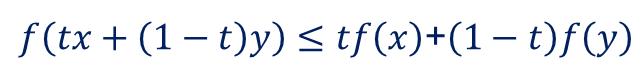 f(tx + (1 − t)y) ≤ tf(x)+(1 − t)f(y)